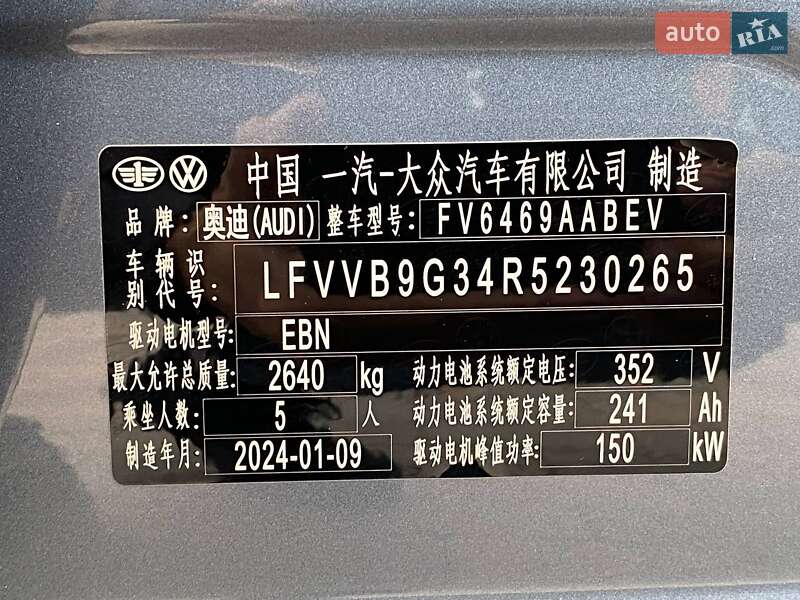 auto RIA
中国 一汽-大众汽车有限公司 制造
品牌: 奥迪(AUDI) 整车型号: FV6469AABEV
车辆识别代号: LFVVB9G34R5230265
驱动电机型号: EBN
最大允许总质量: 2640 kg 动力电池系统额定电压: 352 V
乘坐人数: 5 人 动力电池系统额定容量: 241 Ah
制造年月: 2024-01-09 驱动电机峰值功率: 150 kW